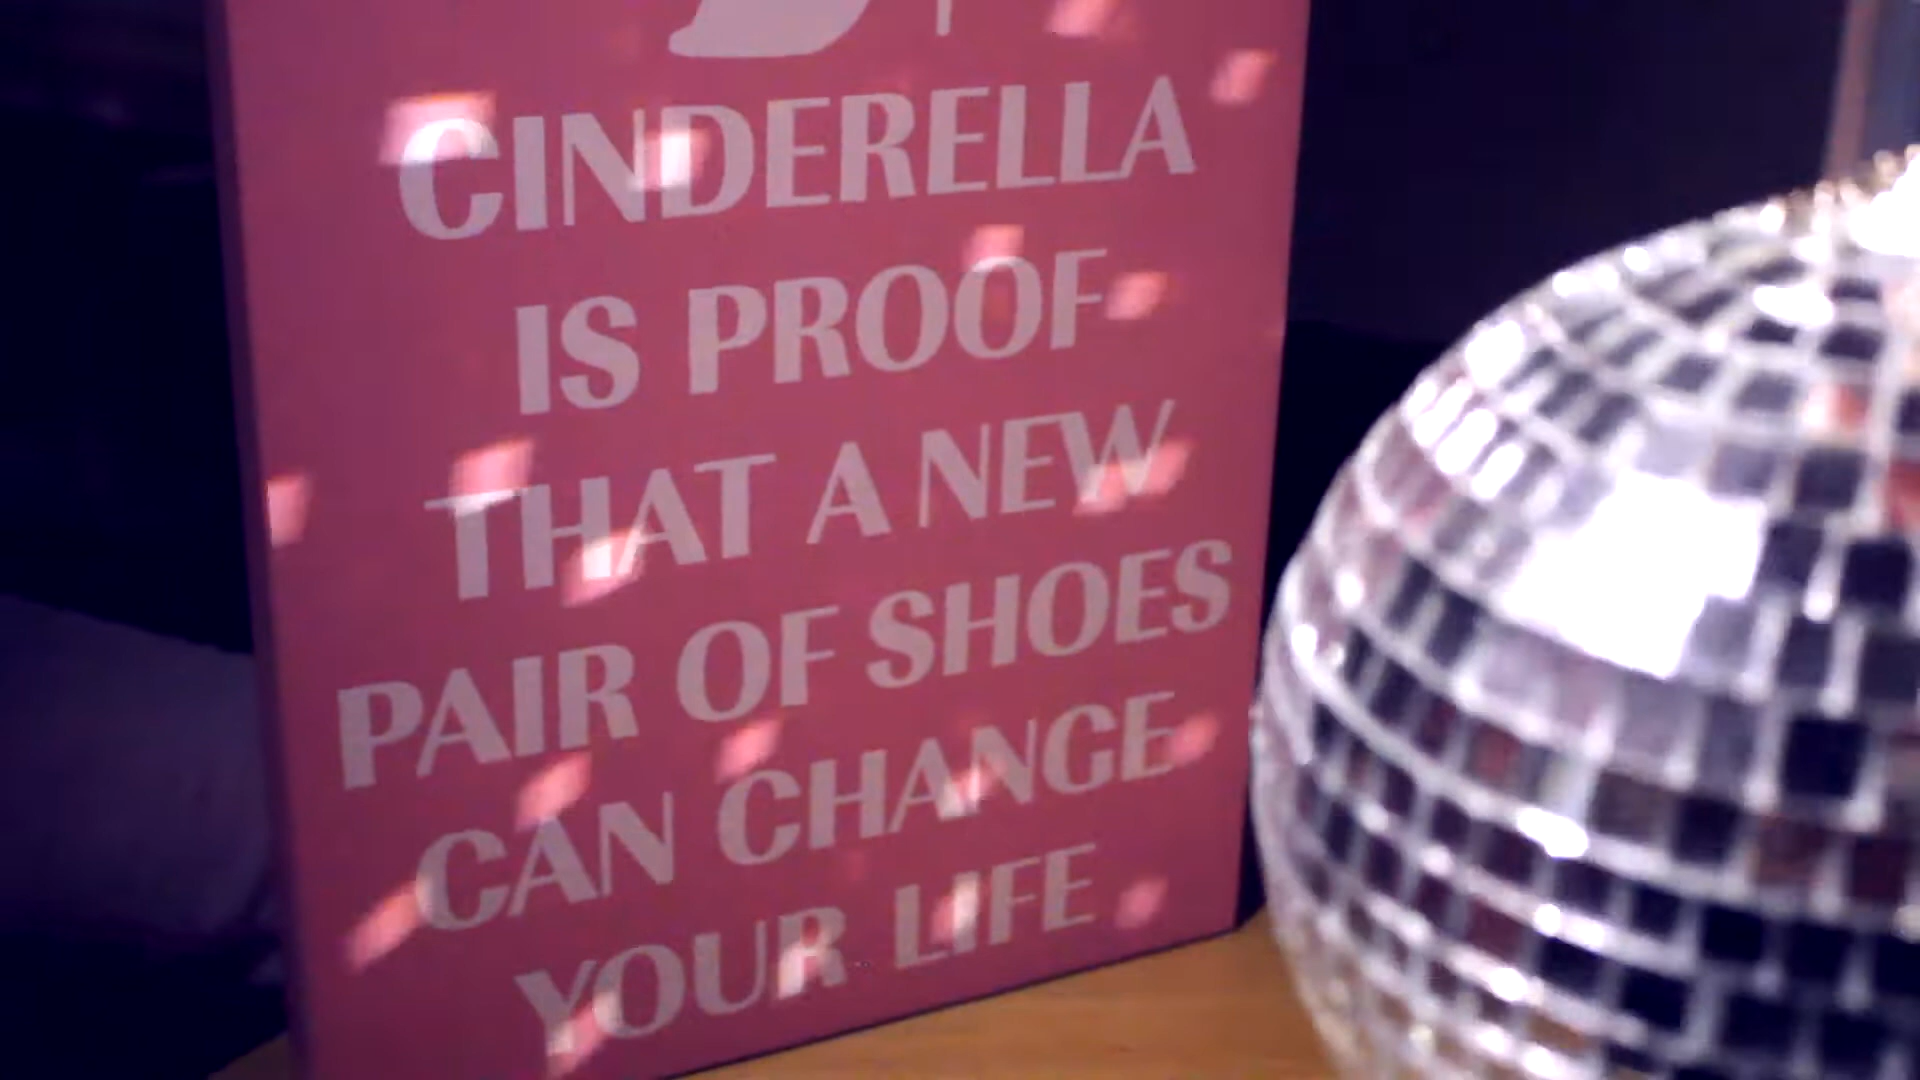 CINDERELLA
IS PROOF
THAT A NEW
PAIR OF SHOES
CAN CHANGE
YOUR LIFE